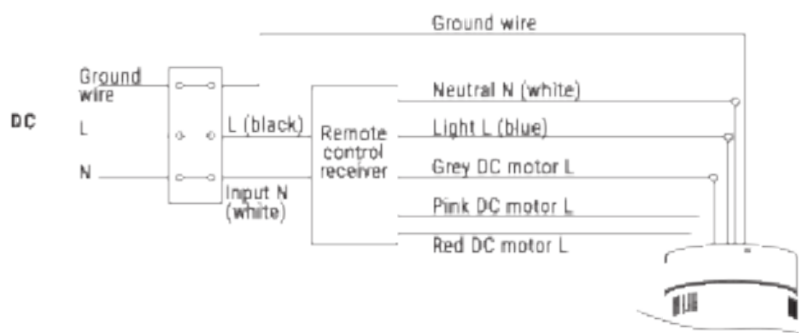 Ground wire
Ground
wire
Neutral N (white)
DC
L
L (black)
Remote
control
receiver
Light L (blue)
N
Grey DC motor L
Input N
(white)
Pink DC motor L
Red DC motor L